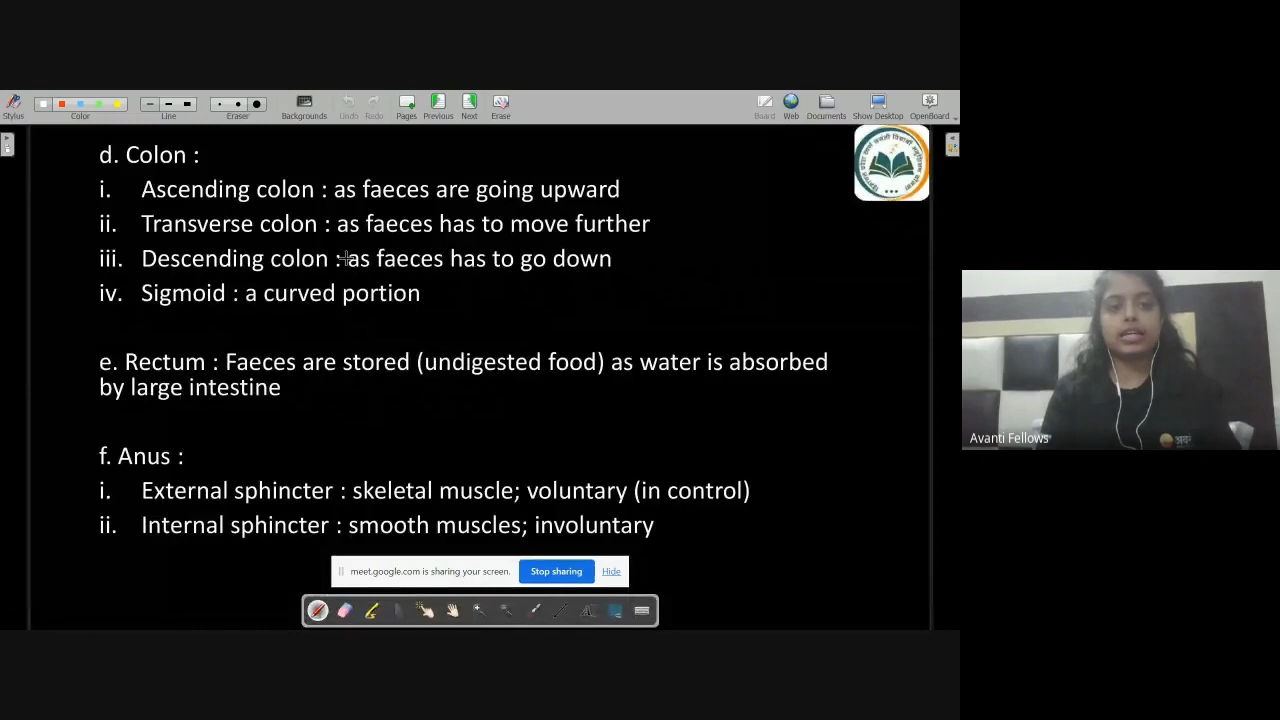 Stylus
Color
Line
Eraser
Backgrounds
Undo
Redo
Pages
Previous
Next
Erase
Board
Web
Documents
Show Desktop
OpenBoard
d. Colon :
i. Ascending colon : as faeces are going upward
ii. Transverse colon : as faeces has to move further
iii. Descending colon : as faeces has to go down
iv. Sigmoid : a curved portion
e. Rectum : Faeces are stored (undigested food) as water is absorbed
by large intestine
f. Anus :
i. External sphincter : skeletal muscle; voluntary (in control)
ii. Internal sphincter : smooth muscles; involuntary
meet.google.com is sharing your screen.
Stop sharing
Hide
Avanti Fellows